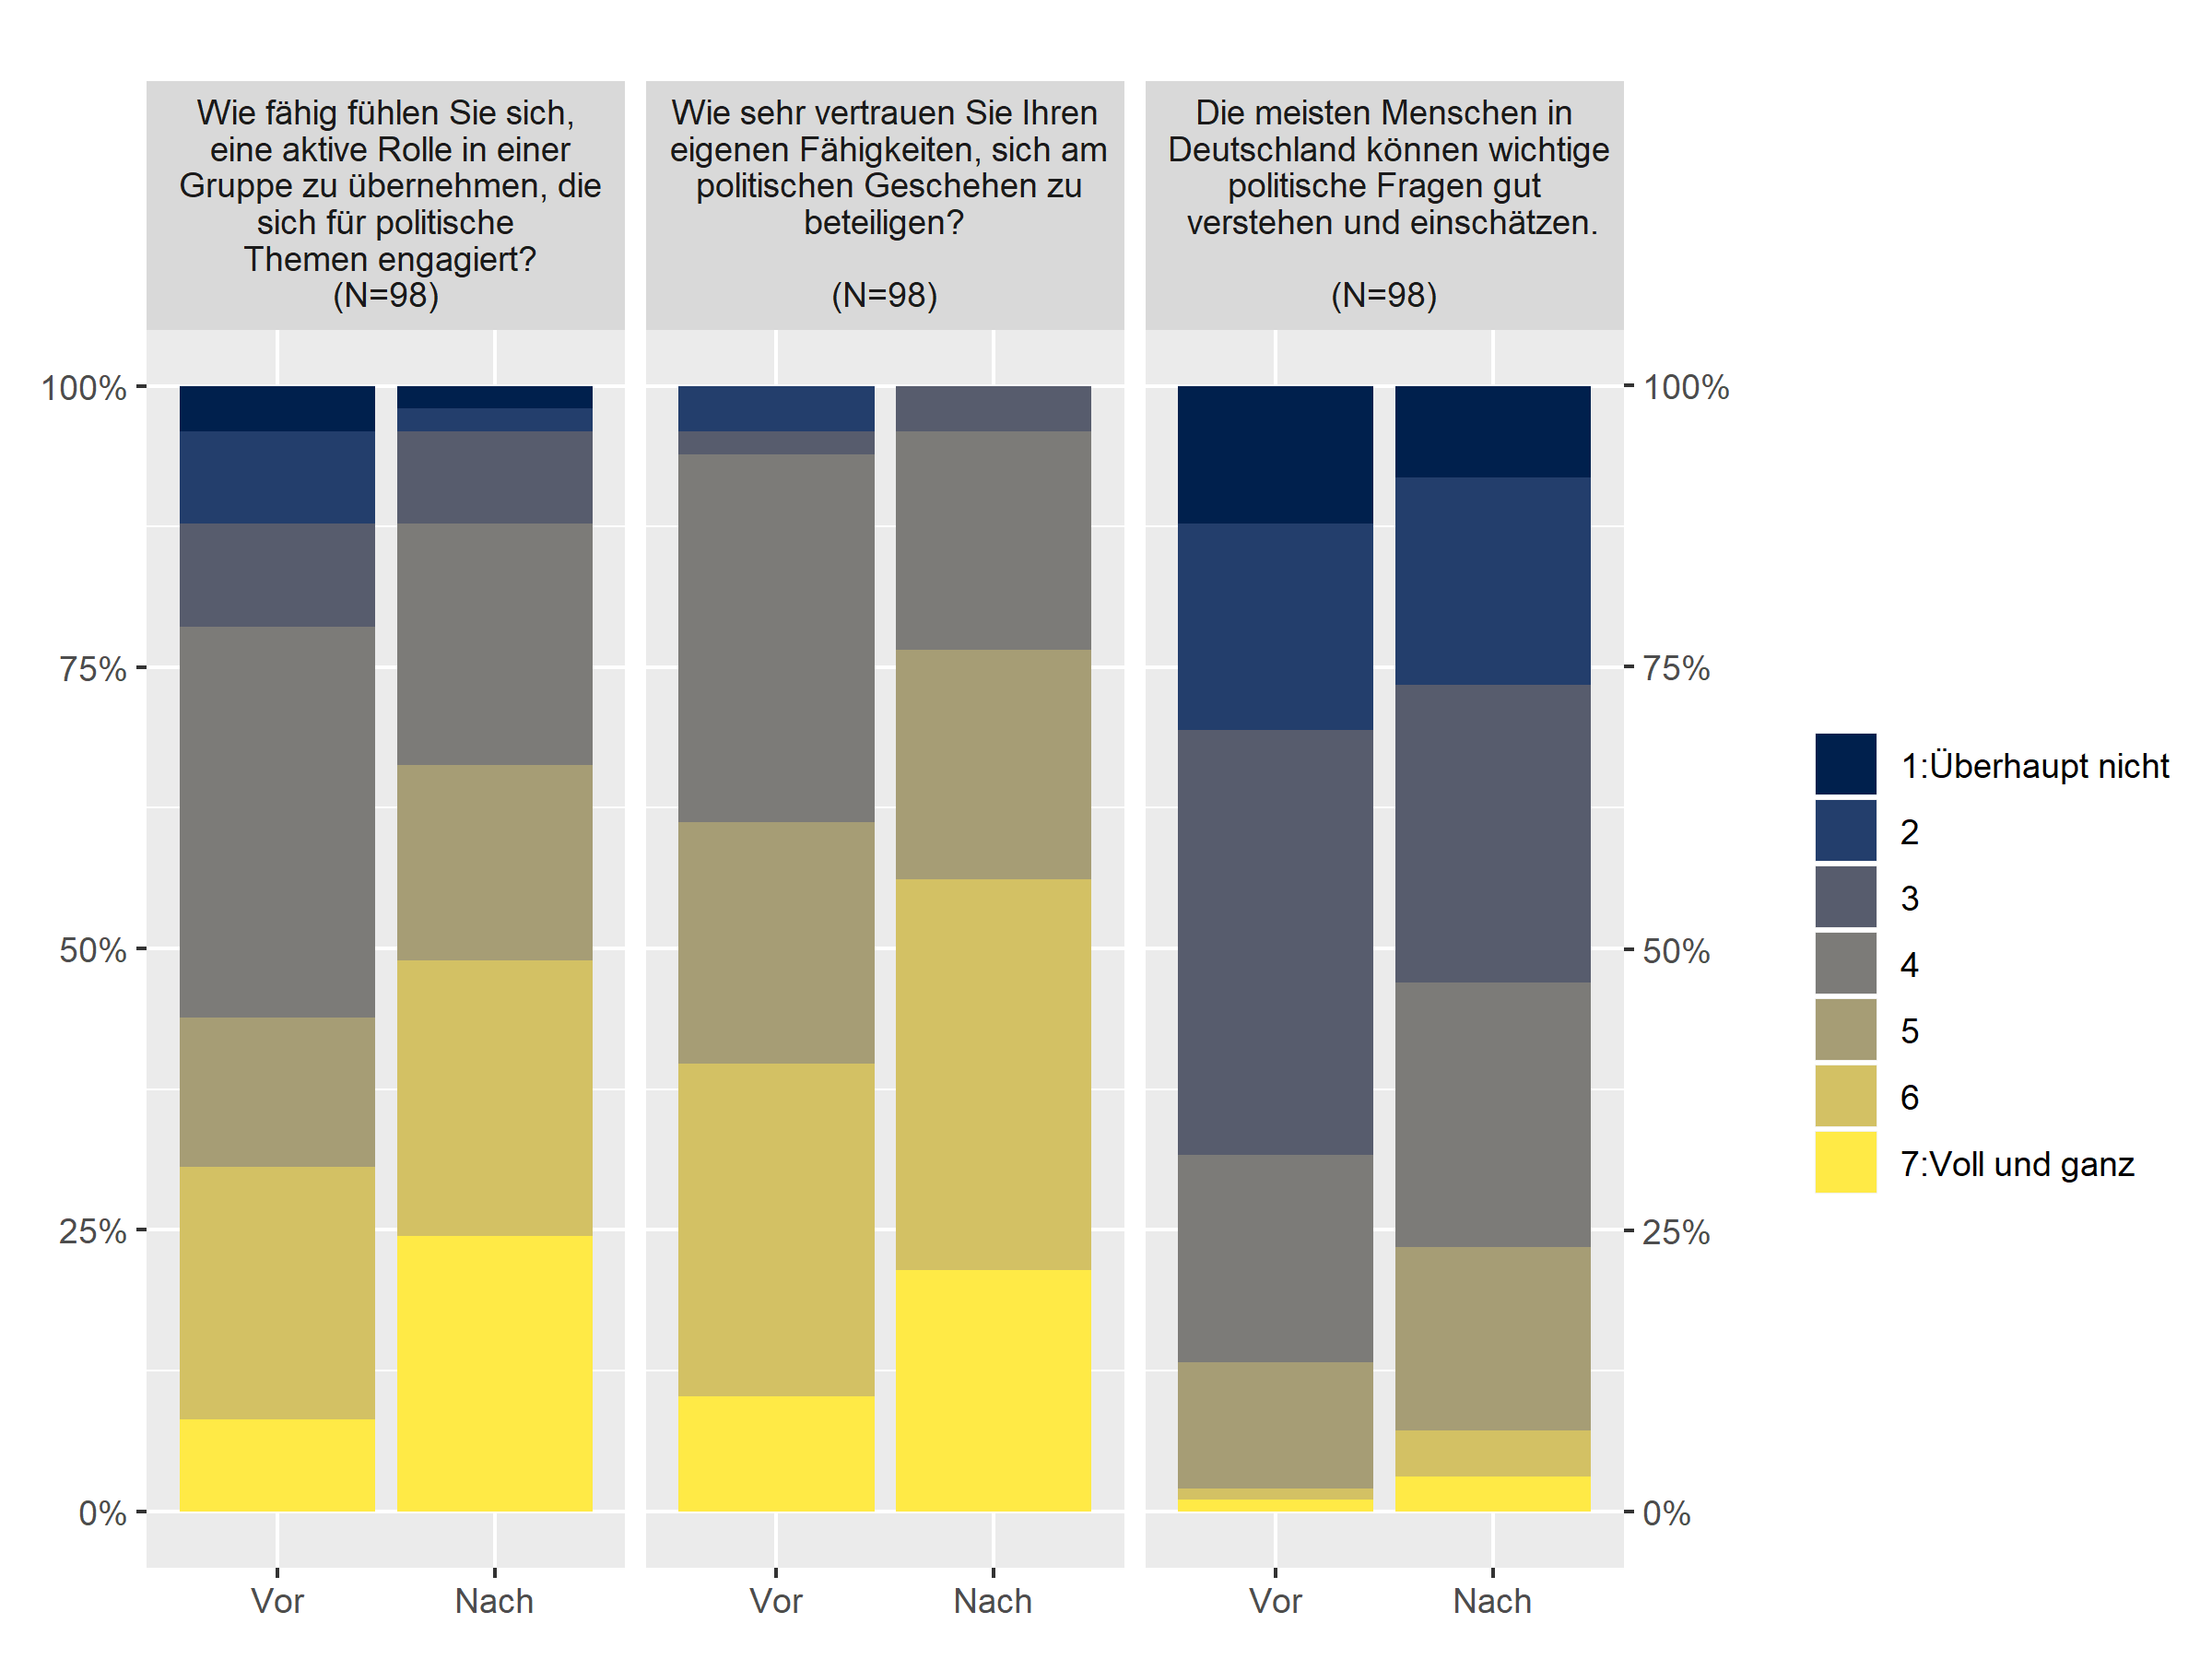 Wie fähig fühlen Sie sich,
eine aktive Rolle in einer
Gruppe zu übernehmen, die
sich für politische
Themen engagiert?
(N=98)
Wie sehr vertrauen Sie Ihren
eigenen Fähigkeiten, sich am
politischen Geschehen zu
beteiligen?
(N=98)
Die meisten Menschen in
Deutschland können wichtige
politische Fragen gut
verstehen und einschätzen.
(N=98)
100%
75%
50%
25%
0%
100%
75%
50%
25%
0%
Vor
Nach
Vor
Nach
Vor
Nach
1:Überhaupt nicht
2
3
4
5
6
7:Voll und ganz